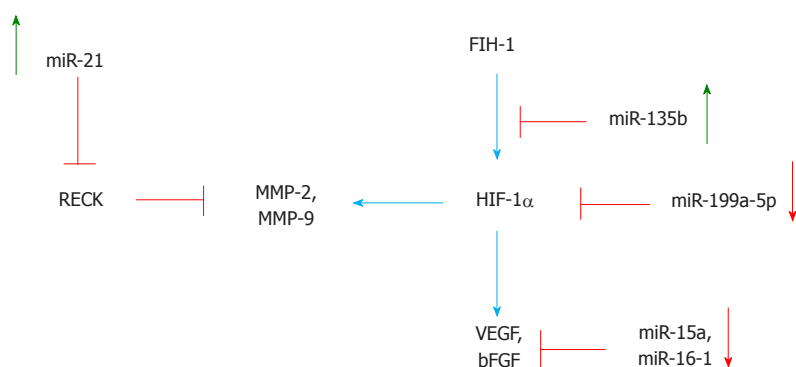 miR-21
FIH-1
miR-135b
RECK
MMP-2,
MMP-9
HIF-1α
miR-199a-5p
VEGF,
bFGF
miR-15a,
miR-16-1